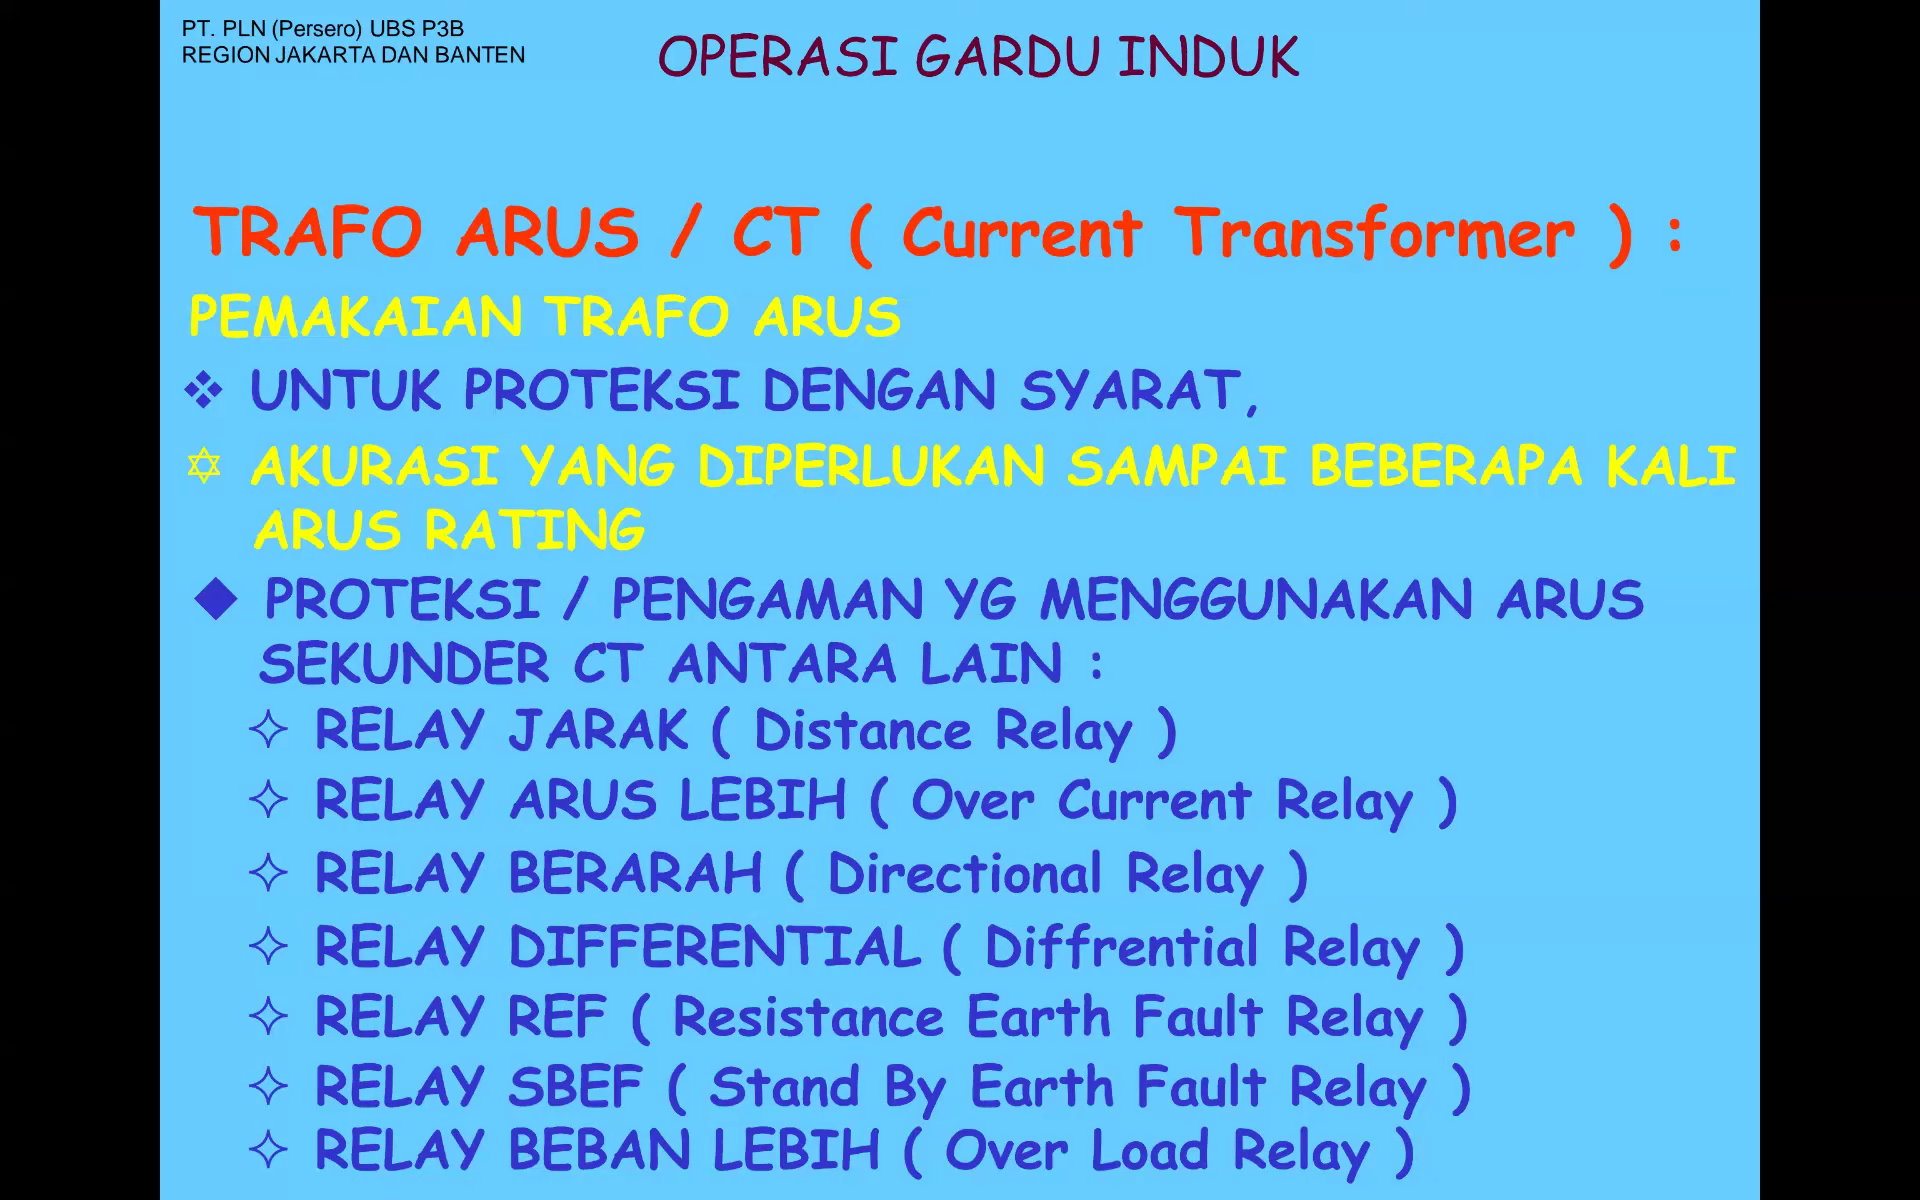 PT. PLN (Persero) UBS P3B
REGION JAKARTA DAN BANTEN
OPERASI GARDU INDUK
TRAFO ARUS / CT ( Current Transformer ) :
PEMAKAIAN TRAFO ARUS
❖ UNTUK PROTEKSI DENGAN SYARAT,
✡ AKURASI YANG DIPERLUKAN SAMPAI BEBERAPA KALI
ARUS RATING
◆ PROTEKSI / PENGAMAN YG MENGGUNAKAN ARUS
SEKUNDER CT ANTARA LAIN :
✧ RELAY JARAK ( Distance Relay )
✧ RELAY ARUS LEBIH ( Over Current Relay )
✧ RELAY BERARAH ( Directional Relay )
✧ RELAY DIFFERENTIAL ( Diffrential Relay )
✧ RELAY REF ( Resistance Earth Fault Relay )
✧ RELAY SBEF ( Stand By Earth Fault Relay )
✧ RELAY BEBAN LEBIH ( Over Load Relay )